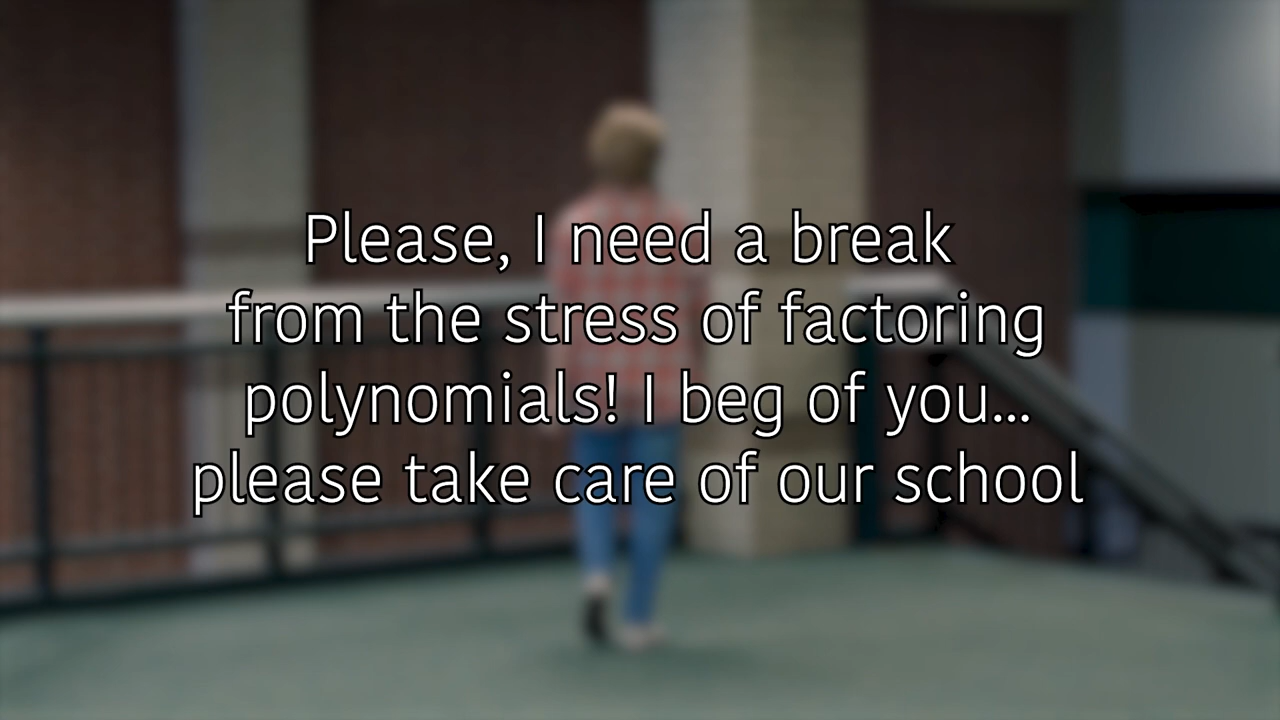 Please, I need a break
from the stress of factoring
polynomials! I beg of you...
please take care of our school